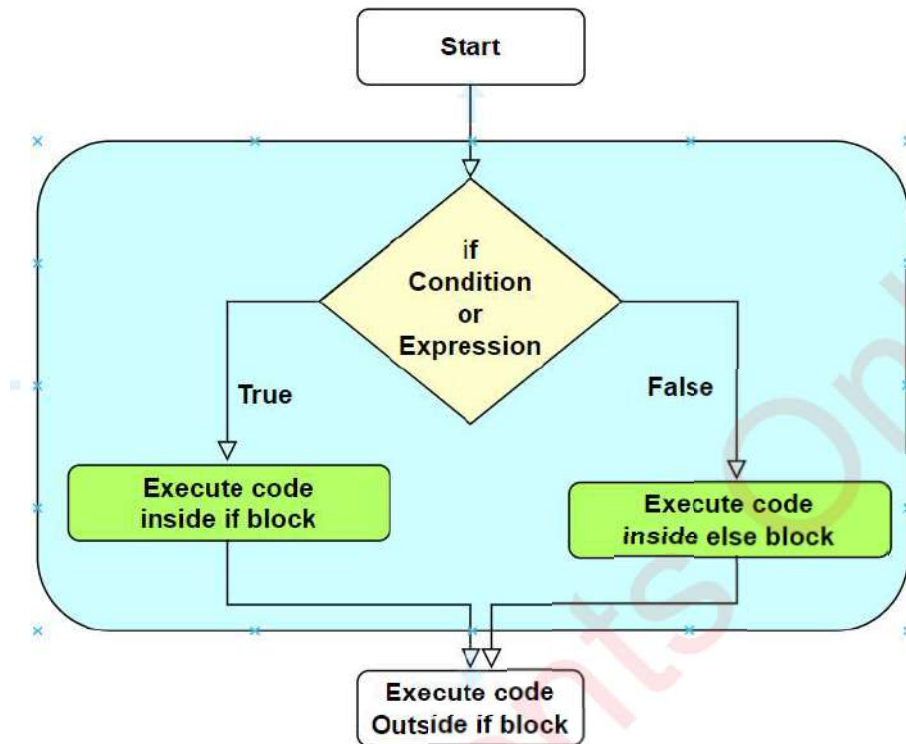 Start
if
Condition
or
Expression
True
False
Execute code
inside if block
Execute code
inside else block
Execute code
Outside if block